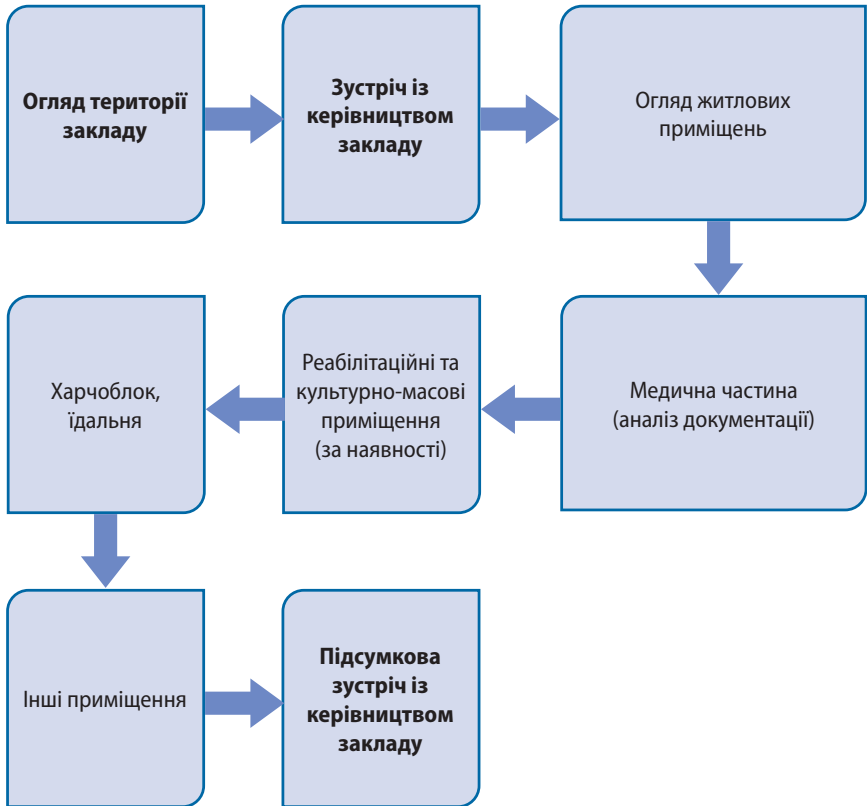 Огляд території
закладу
Зустріч із
керівництвом
закладу
Огляд житлових
приміщень
Медична частина
(аналіз документації)
Реабілітаційні та
культурно-масові
приміщення
(за наявності)
Харчоблок,
їдальня
Інші приміщення
Підсумкова
зустріч із
керівництвом
закладу